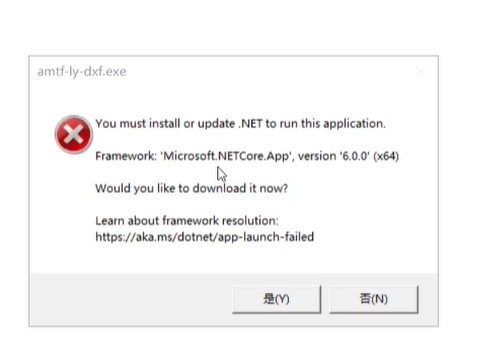 amtf-ly-dxf.exe
You must install or update .NET to run this application.
Framework: 'Microsoft.NETCore.App', version '6.0.0' (x64)
Would you like to download it now?
Learn about framework resolution:
https://aka.ms/dotnet/app-launch-failed
是(Y) 否(N)